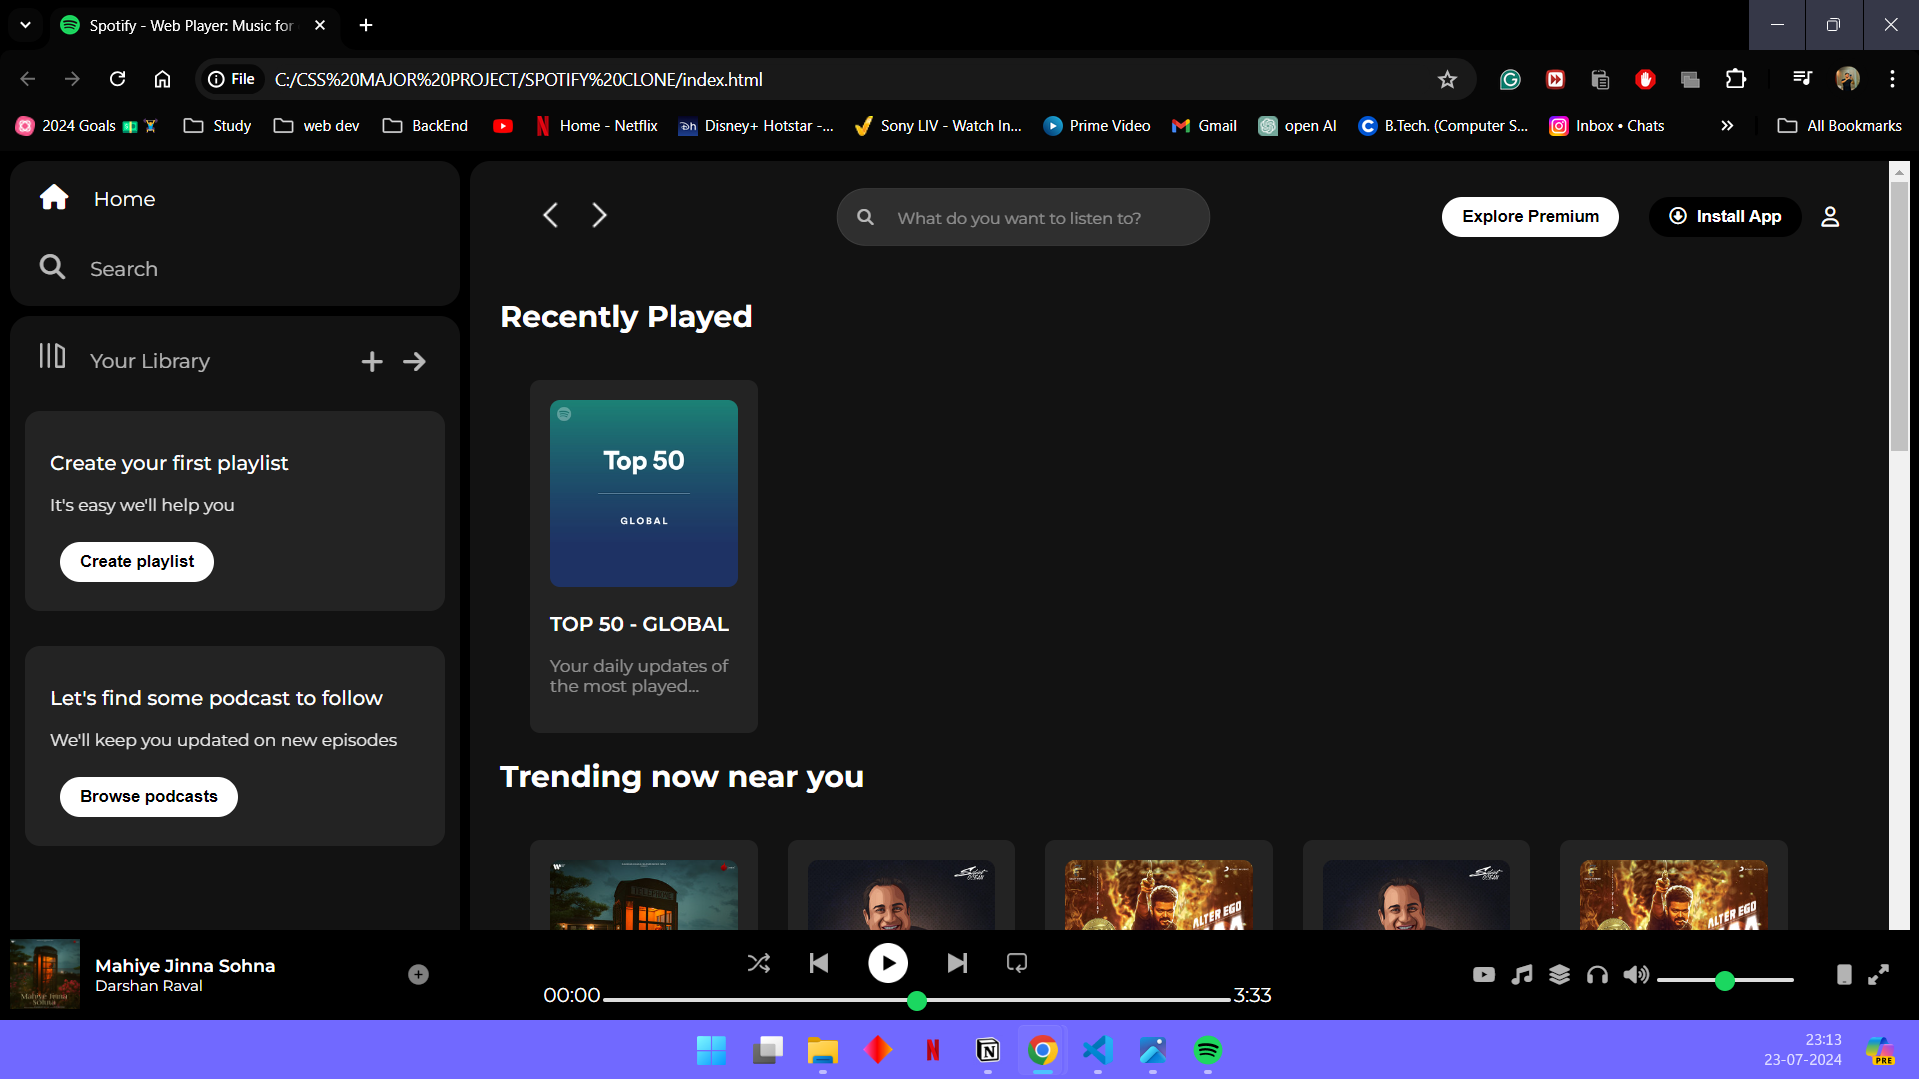 Spotify - Web Player: Music for
File
C:/CSS%20MAJOR%20PROJECT/SPOTIFY%20CLONE/index.html
2024 Goals
Study
web dev
BackEnd
Home - Netflix
Disney+ Hotstar -...
Sony LIV - Watch In...
Prime Video
Gmail
open AI
B.Tech. (Computer S...
Inbox • Chats
All Bookmarks
Home
Search
What do you want to listen to?
Explore Premium
Install App
Your Library
Create your first playlist
It's easy we'll help you
Create playlist
Let's find some podcast to follow
We'll keep you updated on new episodes
Browse podcasts
Recently Played
Top 50
GLOBAL
TOP 50 - GLOBAL
Your daily updates of
the most played...
Trending now near you
ALTER EGO
ALTER EGO
Mahiye Jinna Sohna
Mahiye Jinna Sohna
Darshan Raval
00:00
3:33
23:13
23-07-2024
PRE